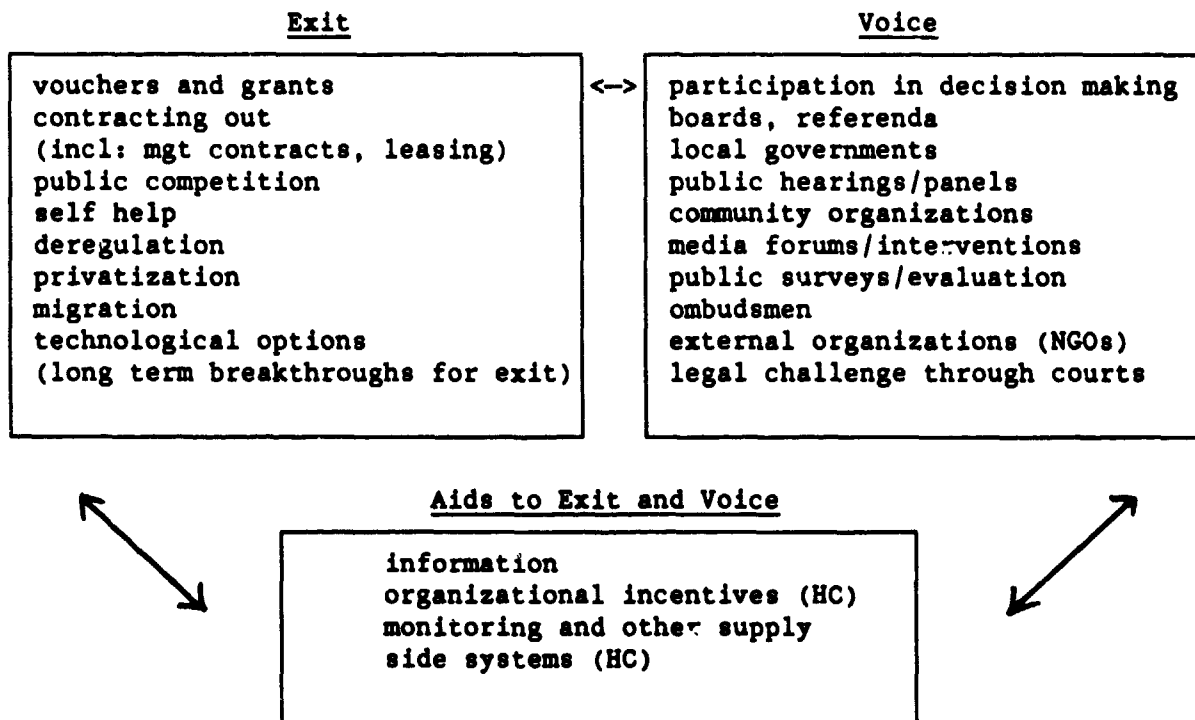 Exit
vouchers and grants
contracting out
(incl: mgt contracts, leasing)
public competition
self help
deregulation
privatization
migration
technological options
(long term breakthroughs for exit)
<—>
Voice
participation in decision making
boards, referenda
local governments
public hearings/panels
community organizations
media forums/interventions
public surveys/evaluation
ombudsmen
external organizations (NGOs)
legal challenge through courts
Aids to Exit and Voice
information
organizational incentives (HC)
monitoring and other supply
side systems (HC)